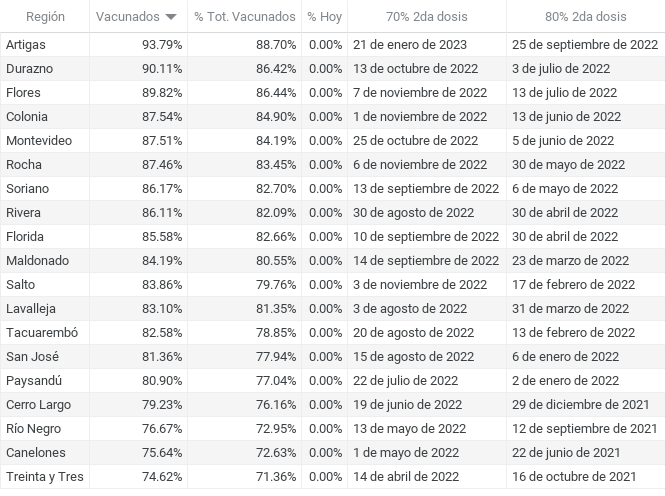 Región Vacunados % Tot. Vacunados % Hoy 70% 2da dosis 80% 2da dosis
Artigas 93.79% 88.70% 0.00% 21 de enero de 2023 25 de septiembre de 2022
Durazno 90.11% 86.42% 0.00% 13 de octubre de 2022 3 de julio de 2022
Flores 89.82% 86.44% 0.00% 7 de noviembre de 2022 13 de julio de 2022
Colonia 87.54% 84.90% 0.00% 1 de noviembre de 2022 13 de junio de 2022
Montevideo 87.51% 84.19% 0.00% 25 de octubre de 2022 5 de junio de 2022
Rocha 87.46% 83.45% 0.00% 6 de noviembre de 2022 30 de mayo de 2022
Soriano 86.17% 82.70% 0.00% 13 de septiembre de 2022 6 de mayo de 2022
Rivera 86.11% 82.09% 0.00% 30 de agosto de 2022 30 de abril de 2022
Florida 85.58% 82.66% 0.00% 10 de septiembre de 2022 30 de abril de 2022
Maldonado 84.19% 80.55% 0.00% 14 de septiembre de 2022 23 de marzo de 2022
Salto 83.86% 79.76% 0.00% 3 de noviembre de 2022 17 de febrero de 2022
Lavalleja 83.10% 81.35% 0.00% 3 de agosto de 2022 31 de marzo de 2022
Tacuarembó 82.58% 78.85% 0.00% 20 de agosto de 2022 13 de febrero de 2022
San José 81.36% 77.94% 0.00% 15 de agosto de 2022 6 de enero de 2022
Paysandú 80.90% 77.04% 0.00% 22 de julio de 2022 2 de enero de 2022
Cerro Largo 79.23% 76.16% 0.00% 19 de junio de 2022 29 de diciembre de 2021
Río Negro 76.67% 72.95% 0.00% 13 de mayo de 2022 12 de septiembre de 2021
Canelones 75.64% 72.63% 0.00% 1 de mayo de 2022 22 de junio de 2021
Treinta y Tres 74.62% 71.36% 0.00% 14 de abril de 2022 16 de octubre de 2021